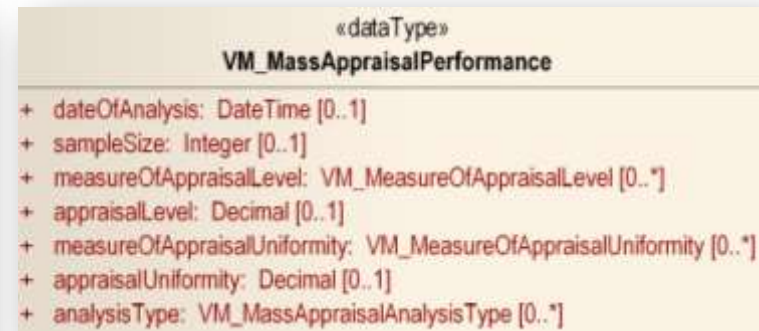 «dataType»
VM_MassAppraisalPerformance
+ dateOfAnalysis: DateTime [0..1]
+ sampleSize: Integer [0..1]
+ measureOfAppraisalLevel: VM_MeasureOfAppraisalLevel [0..*]
+ appraisalLevel: Decimal [0..1]
+ measureOfAppraisalUniformity: VM_MeasureOfAppraisalUniformity [0..*]
+ appraisalUniformity: Decimal [0..1]
+ analysisType: VM_MassAppraisalAnalysisType [0..*]